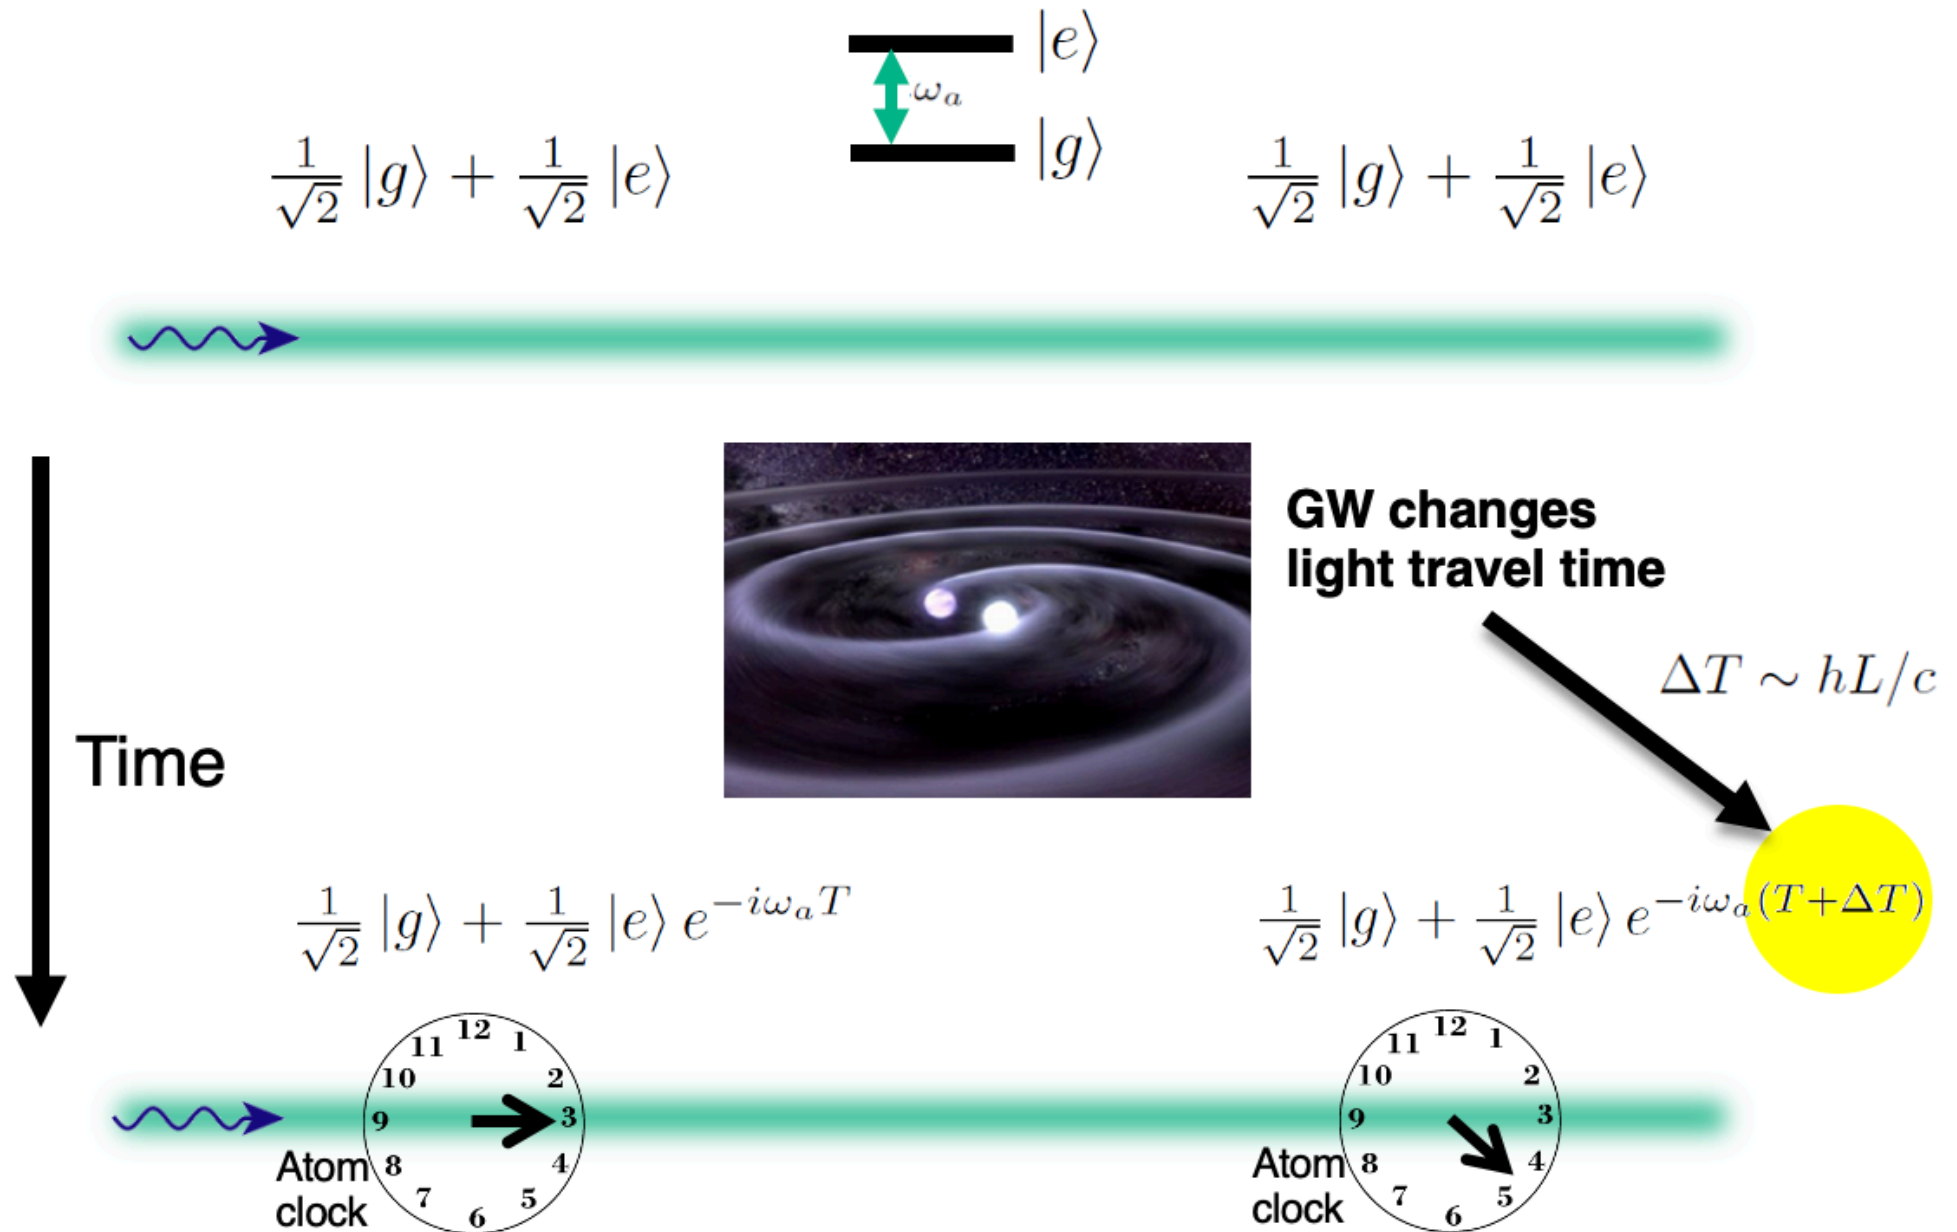 |e⟩
ω_a
|g⟩
1/√2 |g⟩ + 1/√2 |e⟩
1/√2 |g⟩ + 1/√2 |e⟩
GW changes
light travel time
ΔT ∼ hL/c
Time
1/√2 |g⟩ + 1/√2 |e⟩ e^{−iω_a T}
1/√2 |g⟩ + 1/√2 |e⟩ e^{−iω_a(T+ΔT)}
12
11 1
10 2
9 3
8 4
7 5
6
Atom
clock
12
11 1
10 2
9 3
8 4
7 5
6
Atom
clock